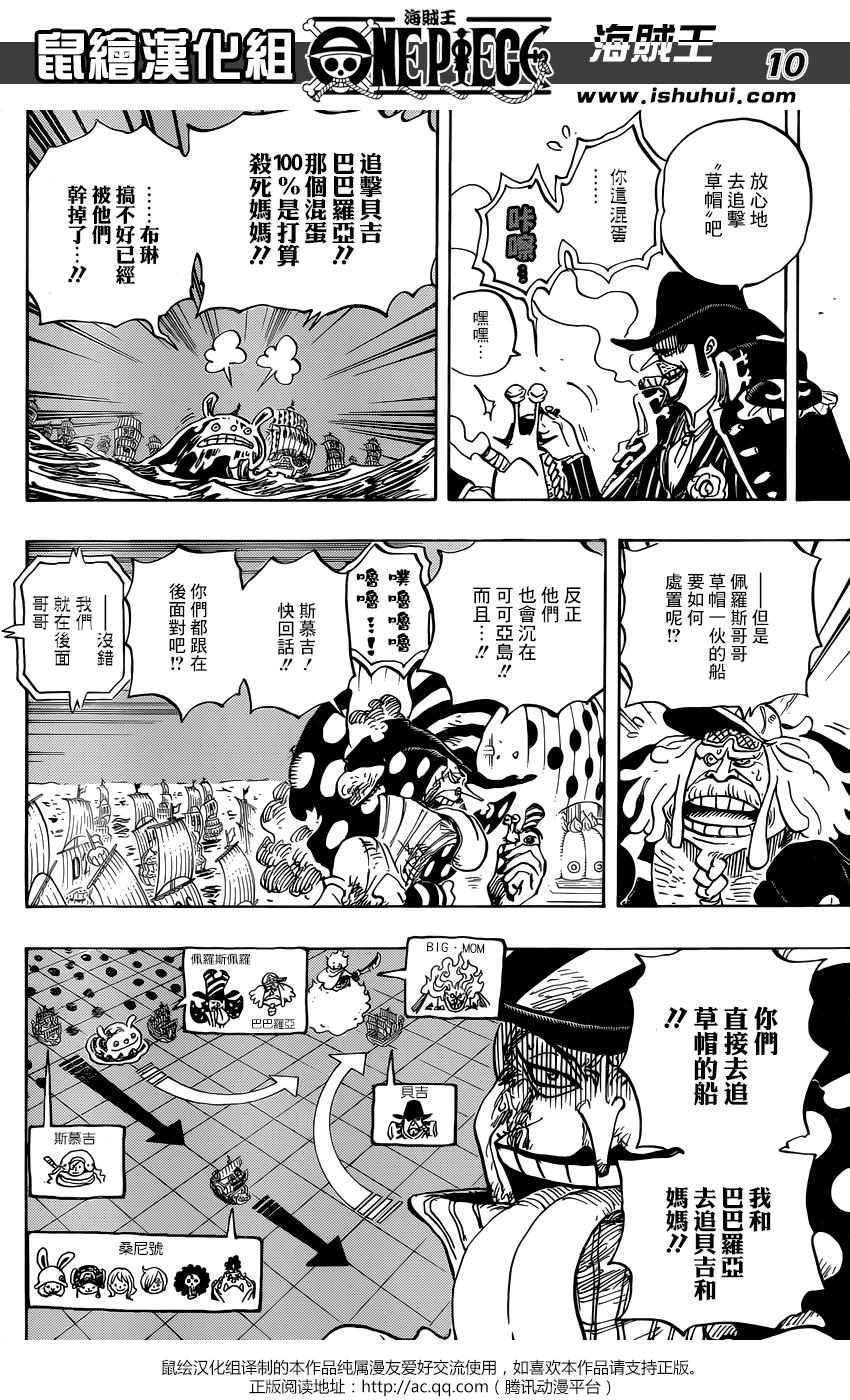 鼠繪漢化組
海賊王
ONE PIECE
海賊王
10
www.ishuhui.com
放心地
去追擊
〝草帽〞吧
你這混蛋
……
咔嚓…
嘿嘿…
追擊貝吉
巴巴羅亞!!
那個混蛋
100%是打算
殺死媽媽!!
……布琳
搞不好已經
被他們
幹掉了…!!
——但是
佩羅斯哥哥
草帽一伙的船
要如何
處置呢!?
反正
他們
也會沉在
可可亞島!!
而且…!!
噗嚕嚕嚕
嚕嚕…!
斯慕吉!
快回話!!
你們都跟在
後面對吧!?
——沒錯
我們
就在後面
哥哥
你們
直接去追
草帽的船
!!
我和
巴巴羅亞
去追貝吉和
媽媽!!
BIG·MOM
佩羅斯佩羅
巴巴羅亞
貝吉
斯慕吉
桑尼號
鼠绘汉化组译制的本作品纯属漫友爱好交流使用，如喜欢本作品请支持正版。
正版阅读地址：http://ac.qq.com（腾讯动漫平台）